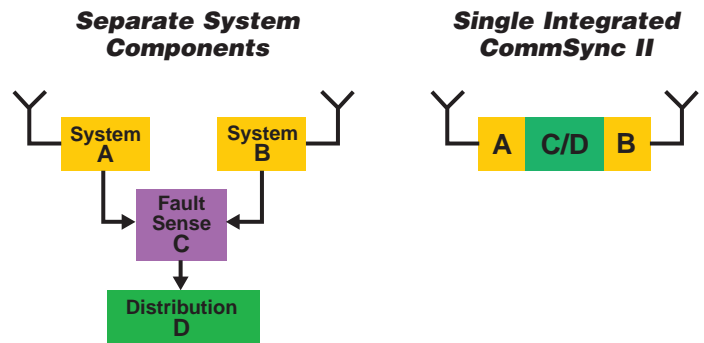 Separate System
Components
Single Integrated
CommSync II
System
A
System
B
A
C/D
B
Fault
Sense
C
Distribution
D